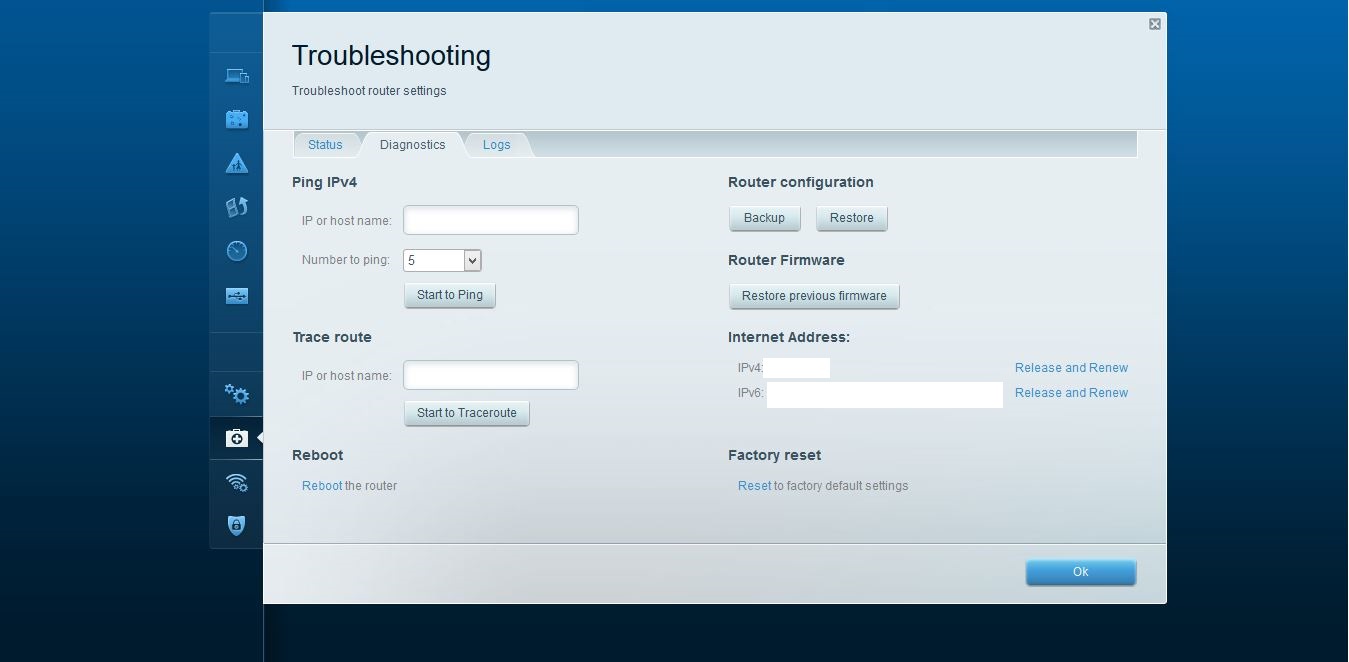 Troubleshooting
Troubleshoot router settings
Status Diagnostics Logs
Ping IPv4
IP or host name:
Number to ping: 5
Start to Ping
Trace route
IP or host name:
Start to Traceroute
Reboot
Reboot the router
Router configuration
Backup Restore
Router Firmware
Restore previous firmware
Internet Address:
IPv4: Release and Renew
IPv6: Release and Renew
Factory reset
Reset to factory default settings
Ok